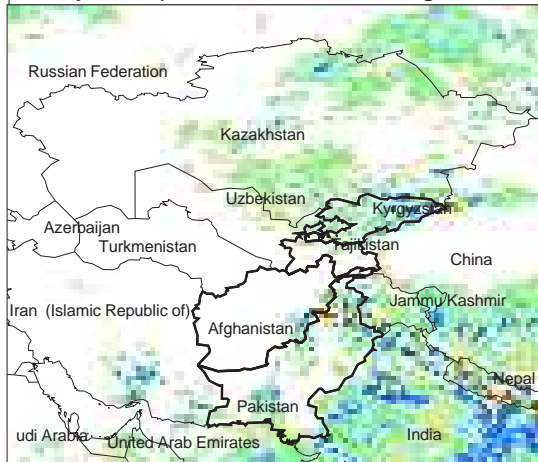 Russian Federation
Kazakhstan
Uzbekistan
Kyrgyzstan
Azerbaijan
Turkmenistan
Tajikistan
China
Iran (Islamic Republic of)
Jammu Kashmir
Afghanistan
Nepal
Pakistan
udi Arabia
United Arab Emirates
India